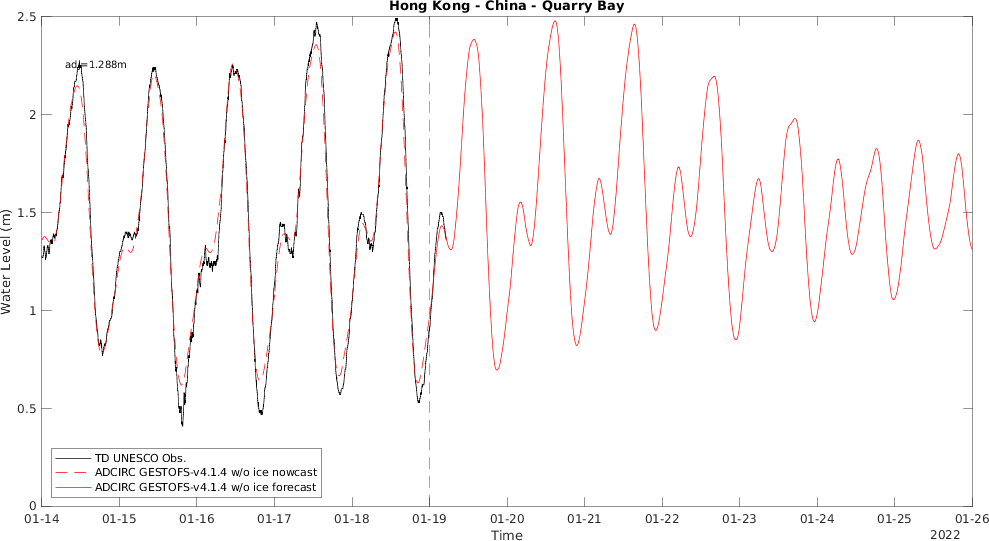 Hong Kong - China - Quarry Bay
2.5
2
1.5
1
0.5
0
Water Level (m)
adj=1.288m
TD UNESCO Obs.
ADCIRC GESTOFS-v4.1.4 w/o ice nowcast
ADCIRC GESTOFS-v4.1.4 w/o ice forecast
01-14 01-15 01-16 01-17 01-18 01-19 01-20 01-21 01-22 01-23 01-24 01-25 01-26
Time
2022